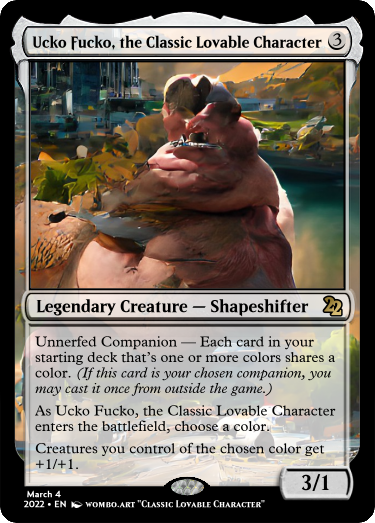 Ucko Fucko, the Classic Lovable Character 3
Legendary Creature — Shapeshifter 22
Unnerfed Companion — Each card in your
starting deck that's one or more colors shares a
color. (If this card is your chosen companion, you
may cast it once from outside the game.)
As Ucko Fucko, the Classic Lovable Character
enters the battlefield, choose a color.
Creatures you control of the chosen color get
+1/+1.
3/1
March 4
2022 • EN wombo.art "Classic Lovable Character"